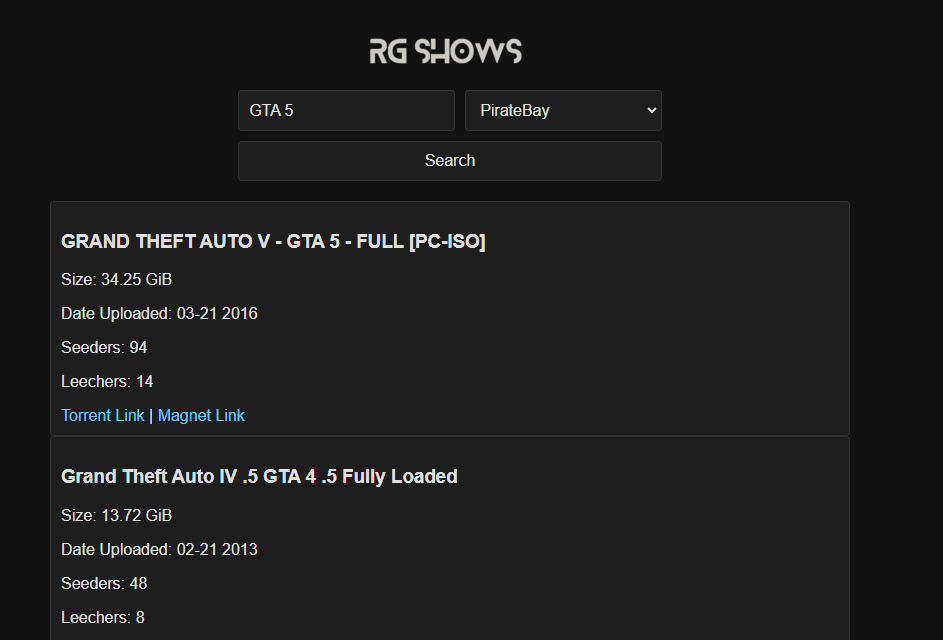 RG SHOWS
GTA 5
PirateBay
Search
GRAND THEFT AUTO V - GTA 5 - FULL [PC-ISO]
Size: 34.25 GiB
Date Uploaded: 03-21 2016
Seeders: 94
Leechers: 14
Torrent Link | Magnet Link
Grand Theft Auto IV .5 GTA 4 .5 Fully Loaded
Size: 13.72 GiB
Date Uploaded: 02-21 2013
Seeders: 48
Leechers: 8